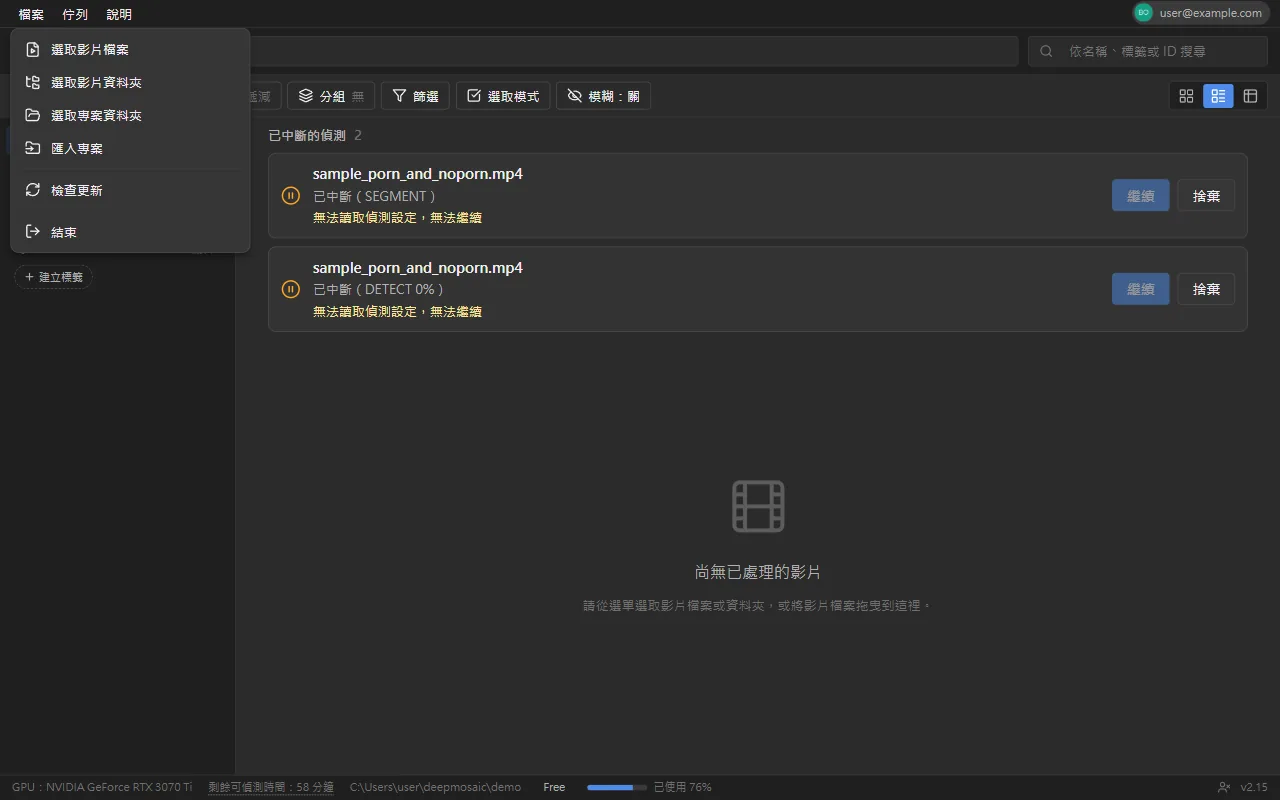 檔案 佇列 說明
BO user@example.com
選取影片檔案
選取影片資料夾
選取專案資料夾
匯入專案
檢查更新
結束
建立標籤
依名稱、標籤或 ID 搜尋
遞減 分組 無 篩選 選取模式 模糊：關
已中斷的偵測 2
sample_porn_and_noporn.mp4
已中斷（SEGMENT）
無法讀取偵測設定，無法繼續
繼續 捨棄
sample_porn_and_noporn.mp4
已中斷（DETECT 0%）
無法讀取偵測設定，無法繼續
繼續 捨棄
尚無已處理的影片
請從選單選取影片檔案或資料夾，或將影片檔案拖曳到這裡。
GPU：NVIDIA GeForce RTX 3070 Ti 剩餘可偵測時間：58 分鐘 C:\Users\user\deepmosaic\demo Free 已使用 76% v2.15